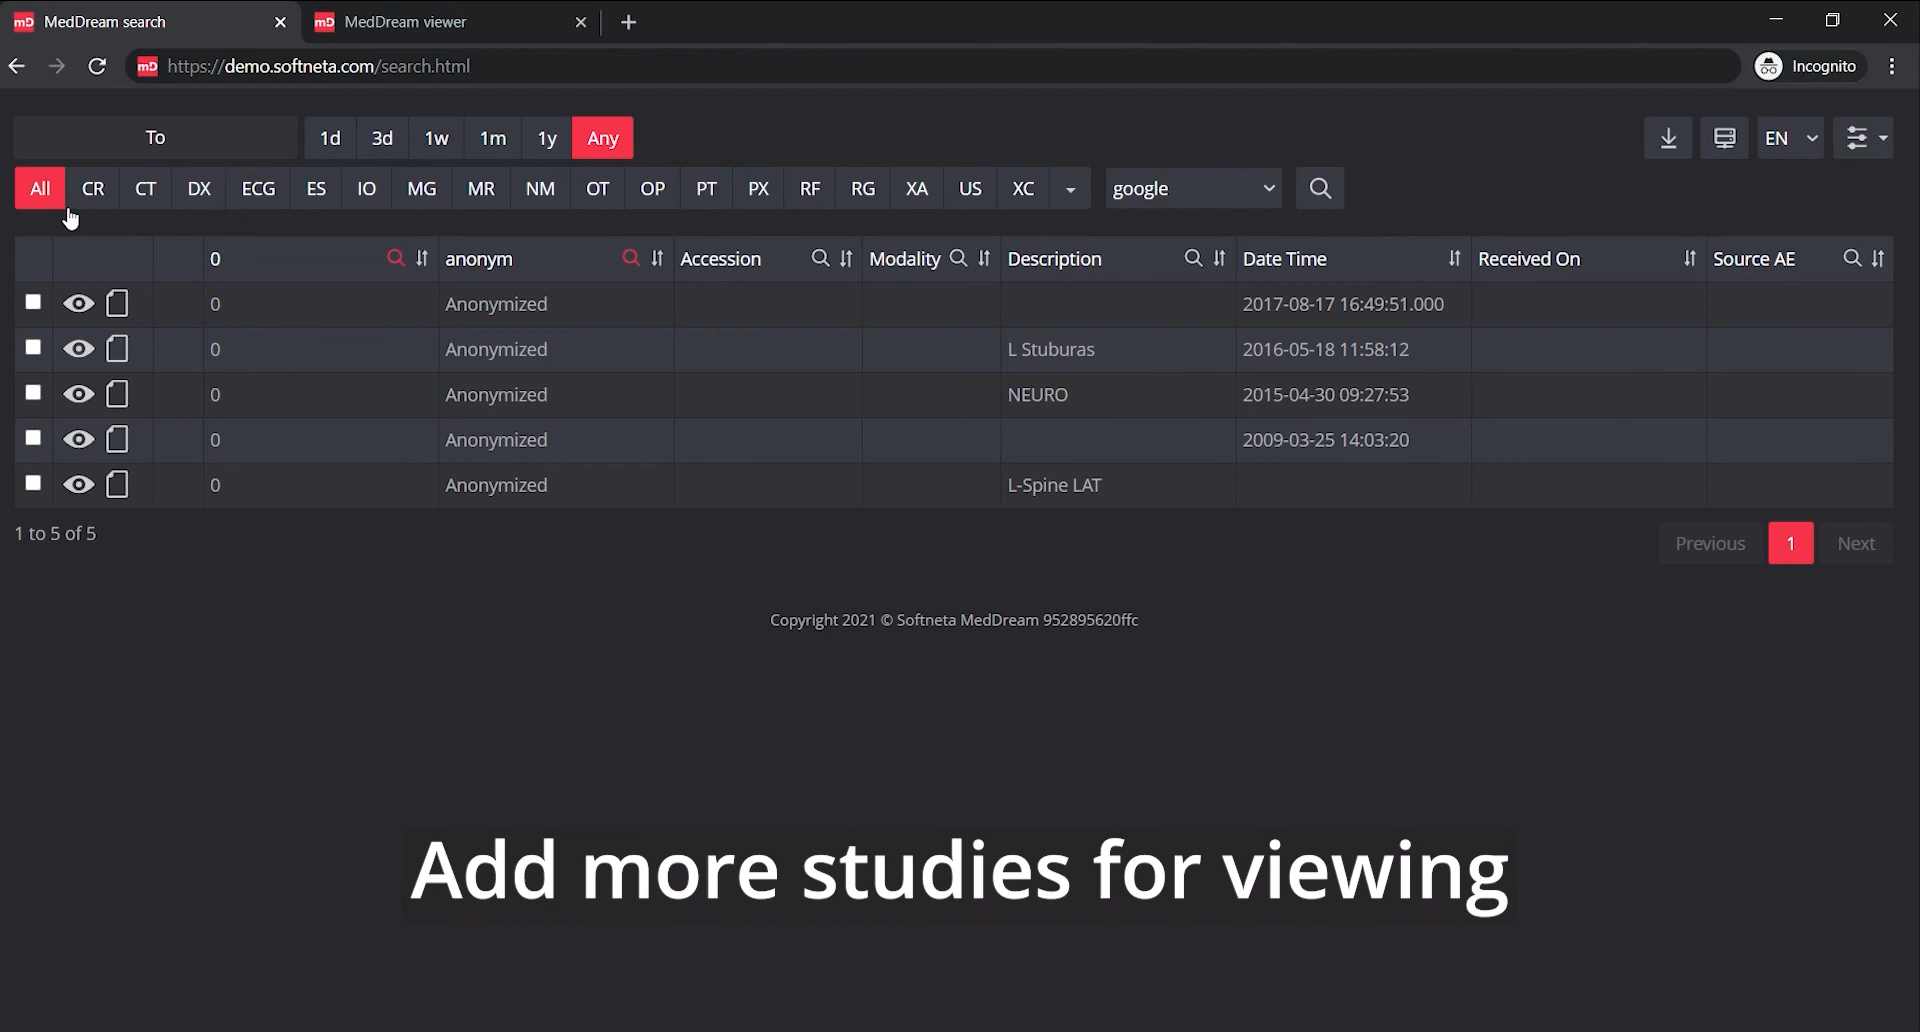 mD MedDream search
mD MedDream viewer
mD https://demo.softneta.com/search.html
Incognito
To 1d 3d 1w 1m 1y Any EN
All CR CT DX ECG ES IO MG MR NM OT OP PT PX RF RG XA US XC google
0 anonym Accession Modality Description Date Time Received On Source AE
0 Anonymized 2017-08-17 16:49:51.000
0 Anonymized L Stuburas 2016-05-18 11:58:12
0 Anonymized NEURO 2015-04-30 09:27:53
0 Anonymized 2009-03-25 14:03:20
0 Anonymized L-Spine LAT
1 to 5 of 5
Previous 1 Next
Copyright 2021 © Softneta MedDream 952895620ffc
Add more studies for viewing